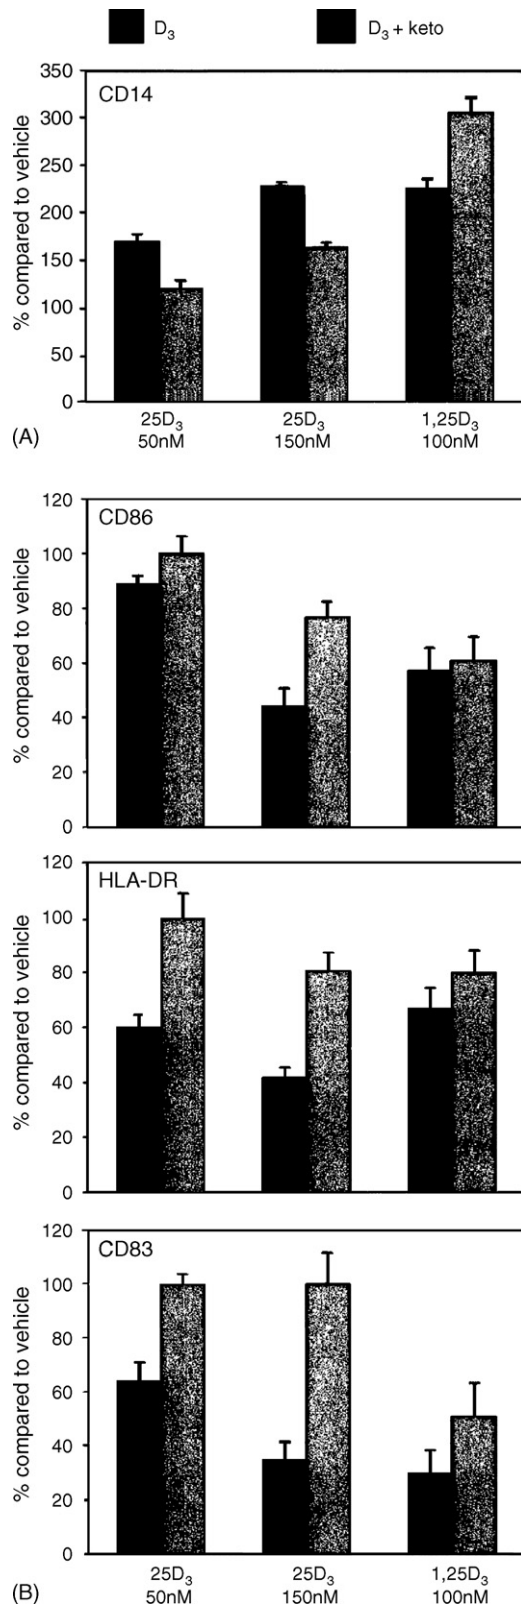 D₃ D₃ + keto
CD14
% compared to vehicle
350
300
250
200
150
100
50
0
25D₃ 25D₃ 1,25D₃
50nM 150nM 100nM
(A)
CD86
% compared to vehicle
120
100
80
60
40
20
0
HLA-DR
% compared to vehicle
120
100
80
60
40
20
0
CD83
% compared to vehicle
120
100
80
60
40
20
0
25D₃ 25D₃ 1,25D₃
50nM 150nM 100nM
(B)